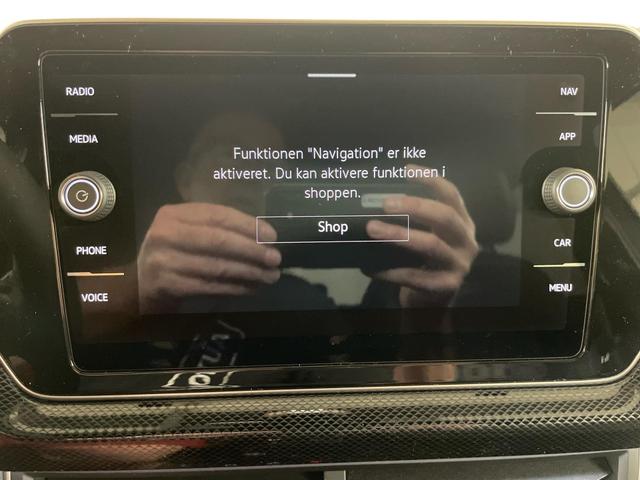 RADIO
MEDIA
PHONE
VOICE
Funktionen "Navigation" er ikke
aktiveret. Du kan aktivere funktionen i
shoppen.
Shop
NAV
APP
CAR
MENU